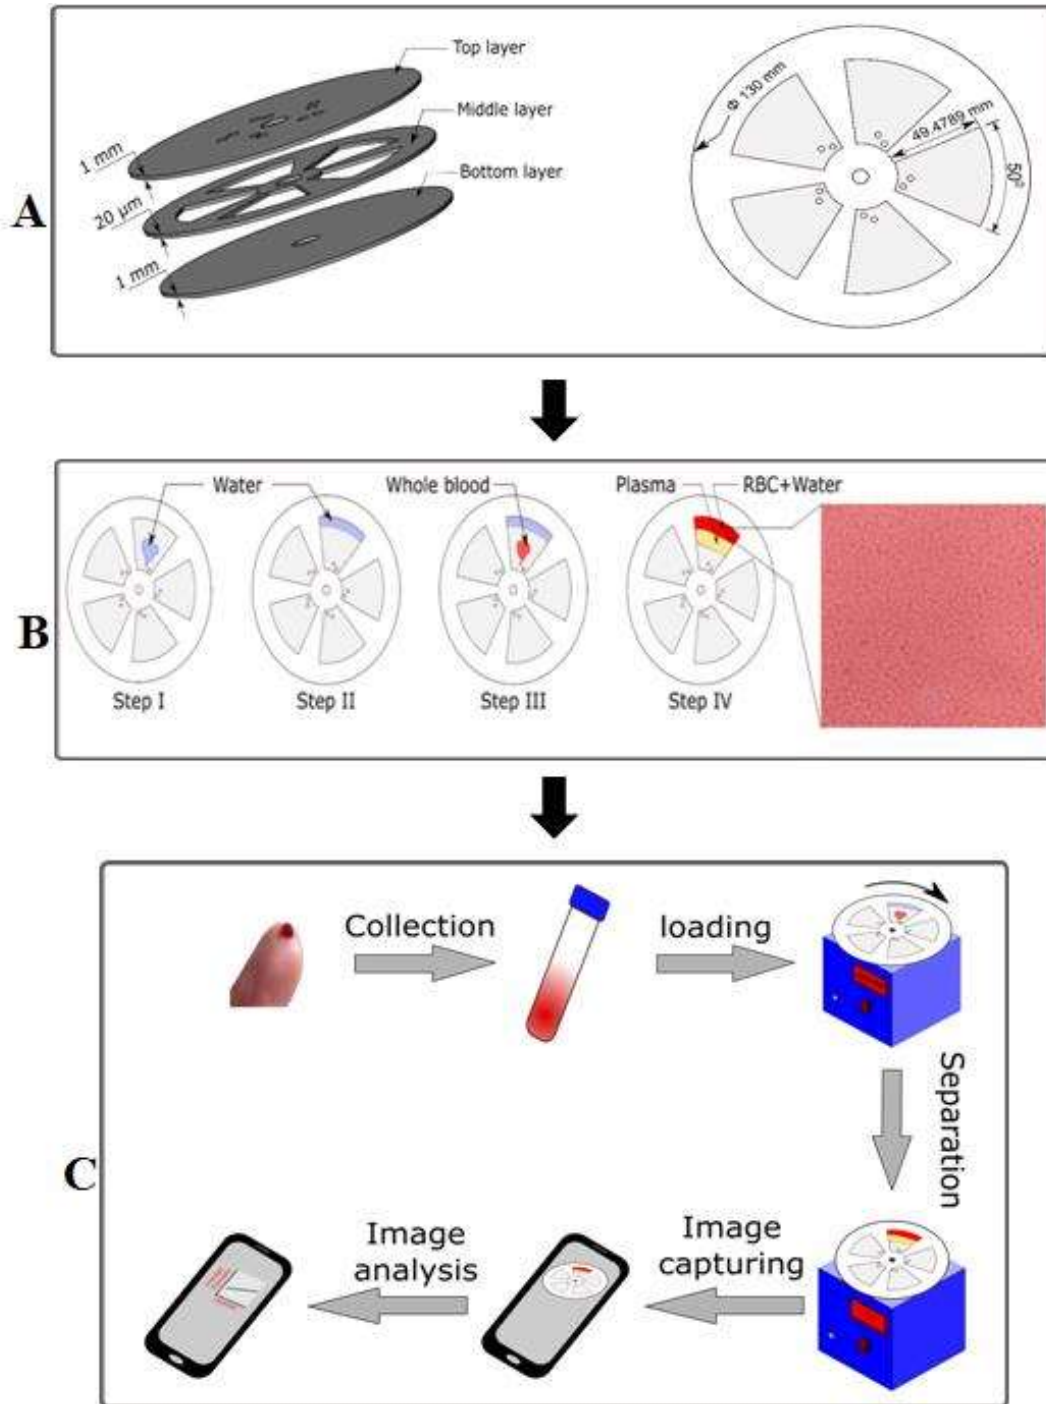 A
Top layer
Middle layer
Bottom layer
1 mm
20 µm
1 mm
Φ 130 mm
49.4789 mm
50⁰
B
Water
Whole blood
Plasma
RBC+Water
Step I
Step II
Step III
Step IV
C
Collection
loading
Separation
Image
capturing
Image
analysis